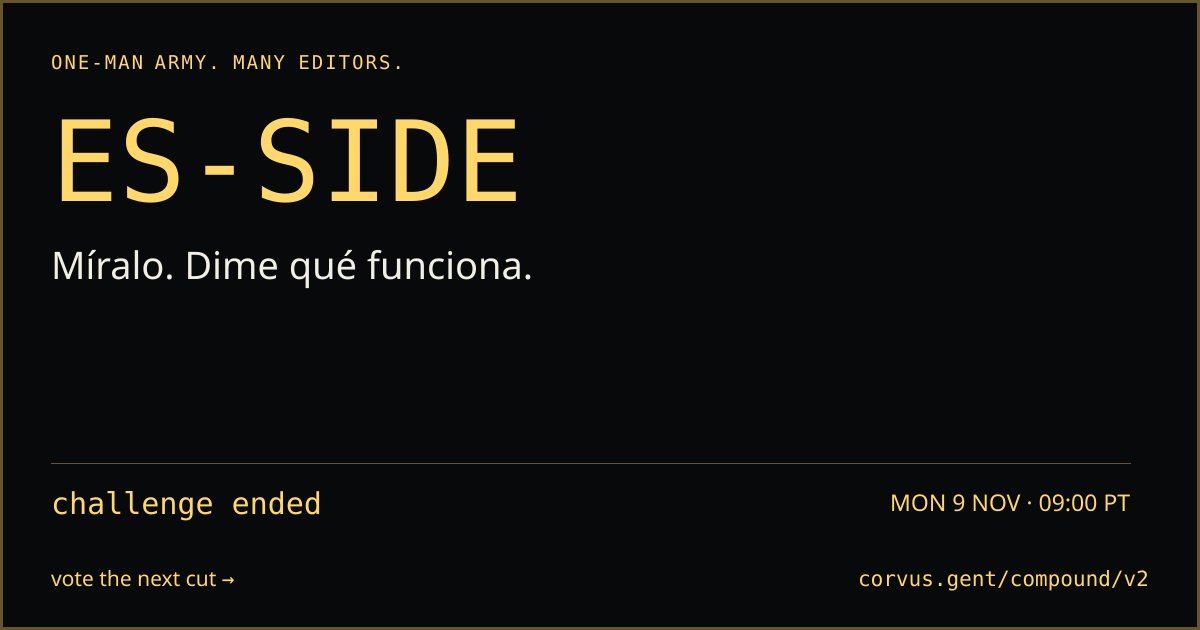 ONE-MAN ARMY. MANY EDITORS.
ES-SIDE
Míralo. Dime qué funciona.
challenge ended
MON 9 NOV · 09:00 PT
vote the next cut →
corvus.gent/compound/v2